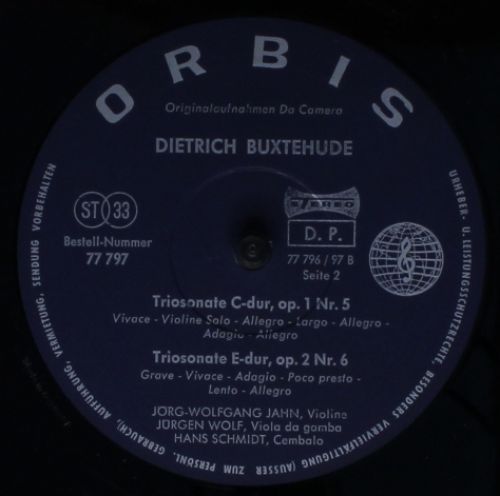 ORBIS
Originalaufnahmen Da Camera
DIETRICH BUXTEHUDE
ST 33
STEREO
Bestell-Nummer
77 797
D. P.
77 796 / 97 B
Seite 2
Triosonate C-dur, op. 1 Nr. 5
Vivace - Violine Solo - Allegro - Largo - Allegro -
Adagio - Allegro
Triosonate E-dur, op. 2 Nr. 6
Grave - Vivace - Adagio - Poco presto -
Lento - Allegro
JÖRG-WOLFGANG JAHN, Violine
JÜRGEN WOLF, Viola da gamba
HANS SCHMIDT, Cembalo
URHEBER- U. LEISTUNGSSCHUTZRECHTE, BESONDERS VERVIELFÄLTIGUNG (AUSSER ZUM PERSÖNL. GEBRAUCH), AUFFÜHRUNG, VERMIETUNG, SENDUNG VORBEHALTEN